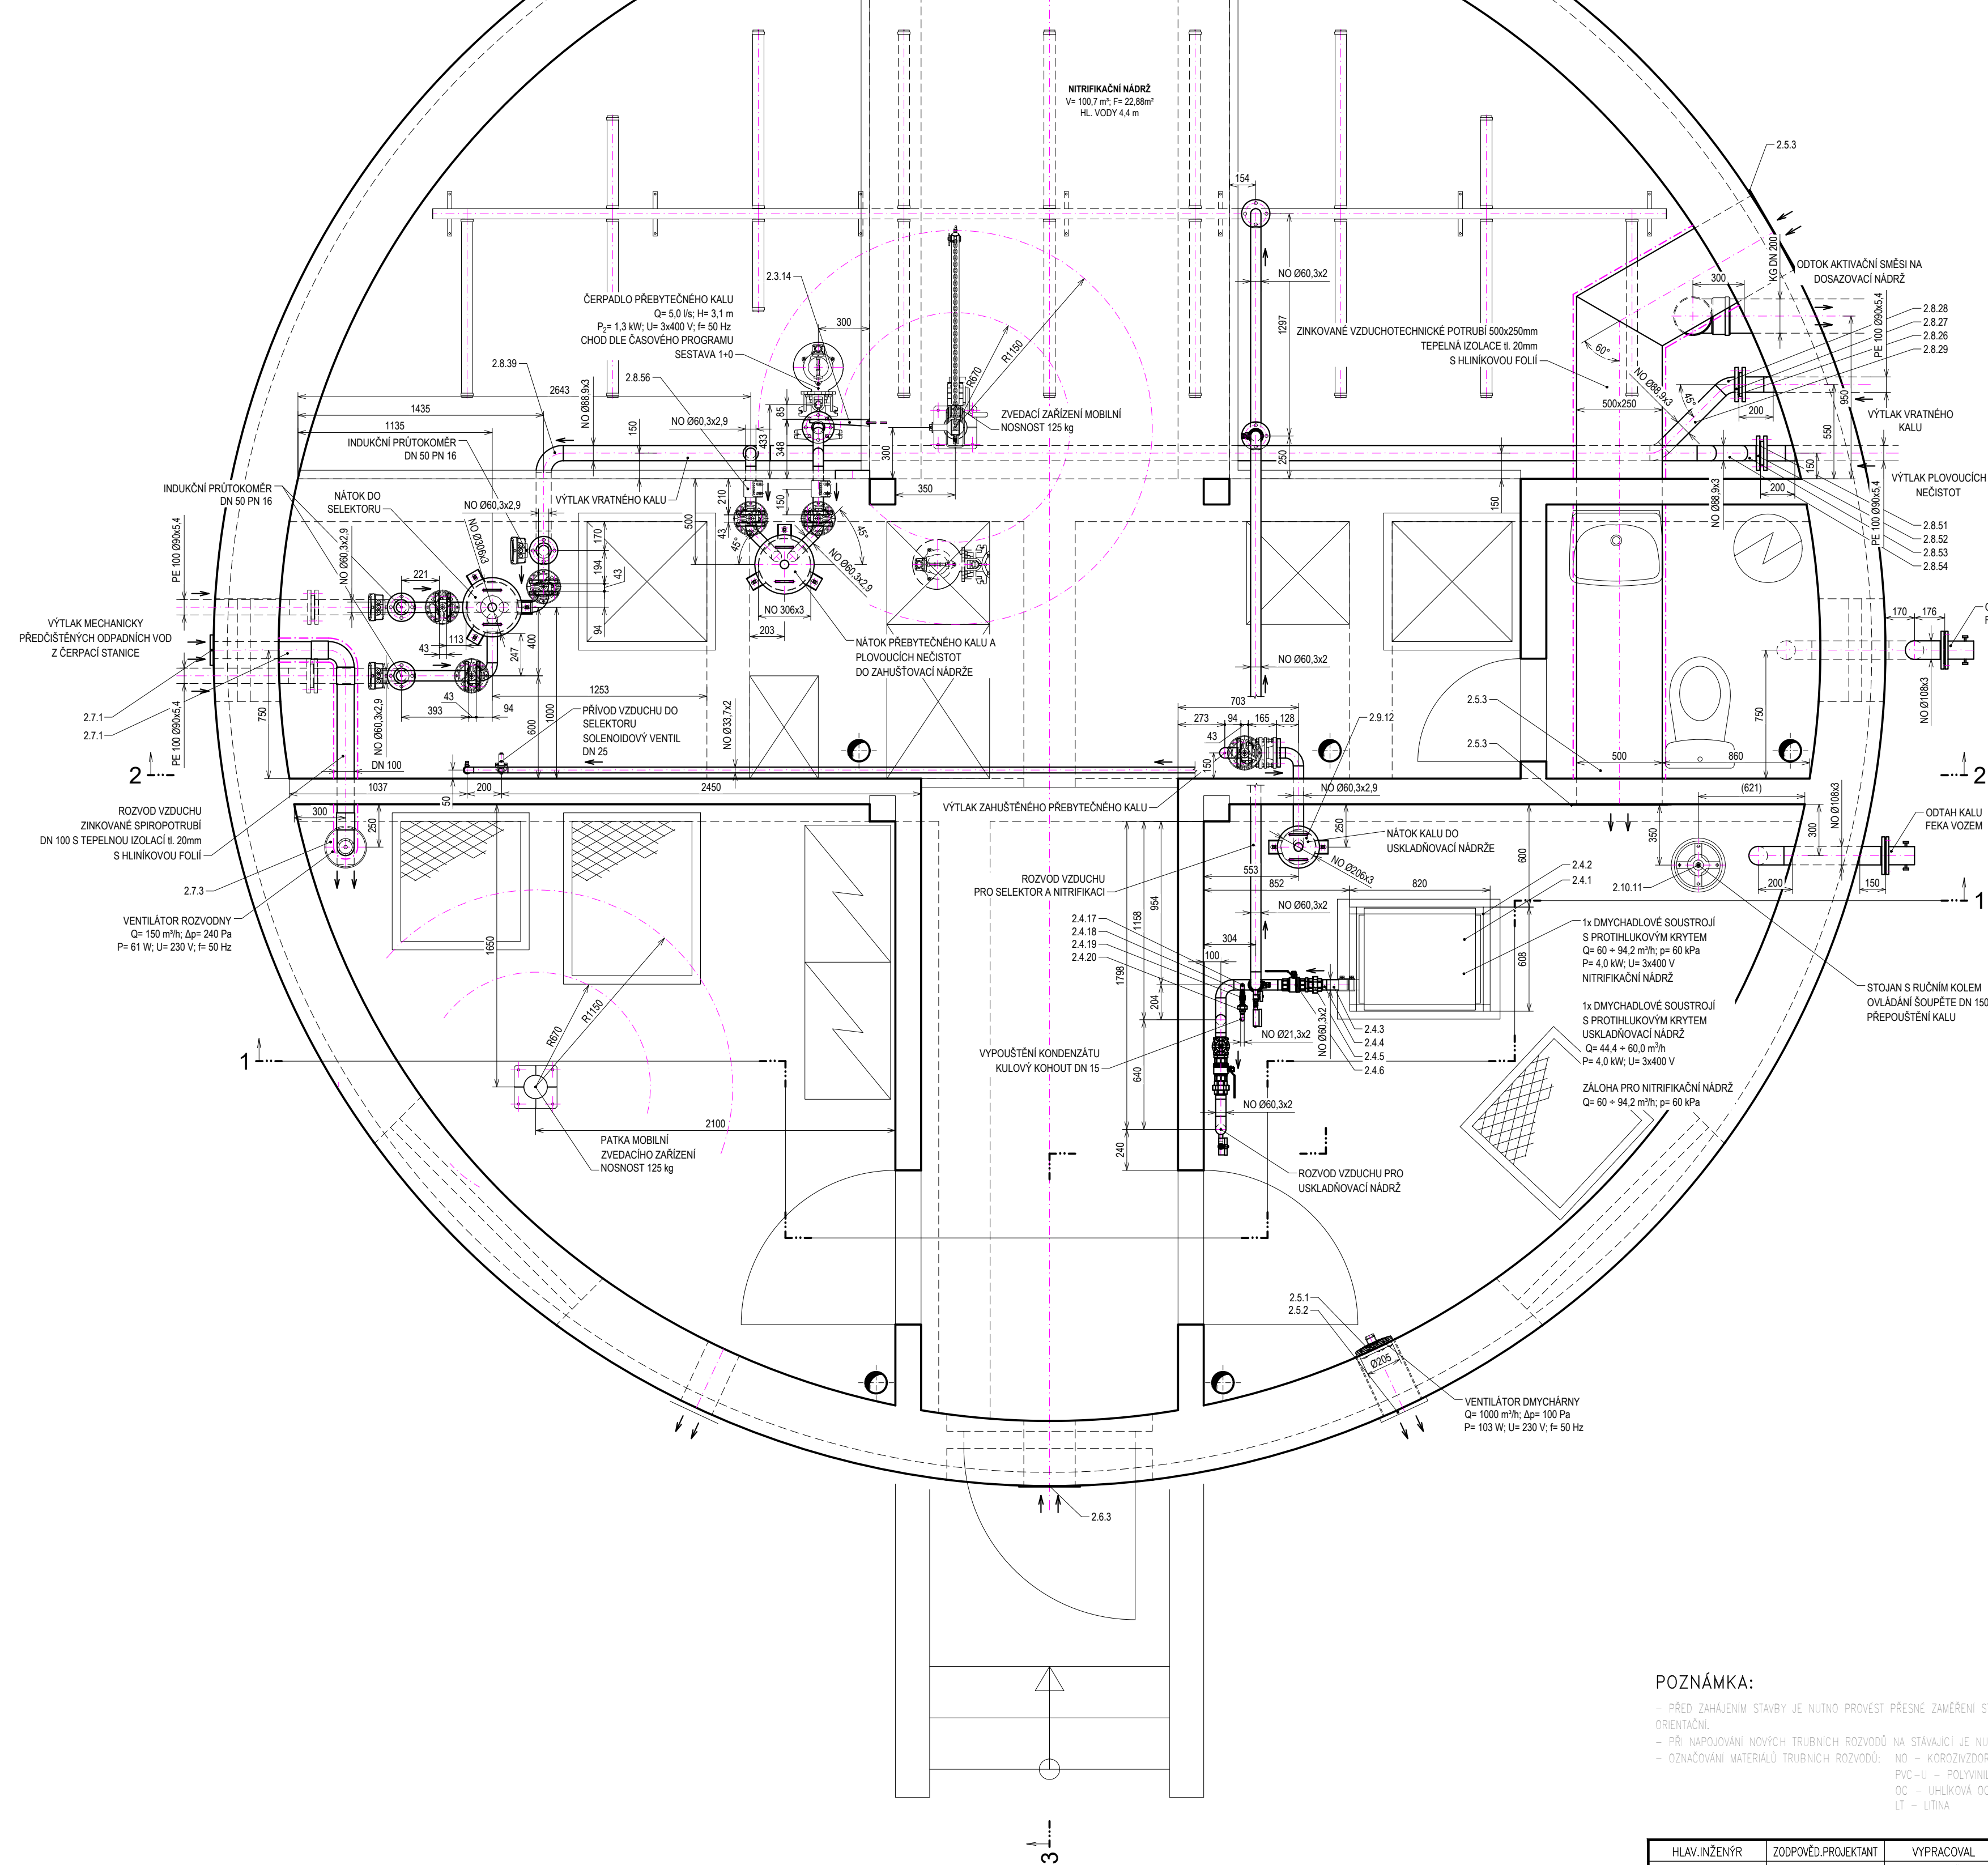 NITRIFIKAČNÍ NÁDRŽ
V= 100,7 m³; F= 22,88m²
HL. VODY 4,4 m
2.5.3
154
KG DN 200
ODTOK AKTIVAČNÍ SMĚSI NA
DOSAZOVACÍ NÁDRŽ
300
2.3.14
ČERPADLO PŘEBYTEČNÉHO KALU
Q= 5,0 l/s; H= 3,1 m
P₂= 1,3 kW; U= 3x400 V; f= 50 Hz
CHOD DLE ČASOVÉHO PROGRAMU
SESTAVA 1+0
300
NO Ø60,3x2
1297
R1150
R670
ZINKOVANÉ VZDUCHOTECHNICKÉ POTRUBÍ 500x250mm
TEPELNÁ IZOLACE tl. 20mm
S HLINÍKOVOU FOLIÍ
60°
PE 100 Ø90x5,4
2.8.28
2.8.27
2.8.26
2.8.29
2.8.39
2.8.56
2643
NO Ø88,9x3
1435
1135
150
NO Ø60,3x2,9
433
85
348
ZVEDACÍ ZAŘÍZENÍ MOBILNÍ
NOSNOST 125 kg
300
250
350
500x250
NO Ø88,9x3
45°
200
950
550
VÝTLAK VRATNÉHO
KALU
INDUKČNÍ PRŮTOKOMĚR
DN 50 PN 16
INDUKČNÍ PRŮTOKOMĚR
DN 50 PN 16
NÁTOK DO
SELEKTORU
NO Ø60,3x2,9
VÝTLAK VRATNÉHO KALU
210
150
500
43
45°
45°
NO Ø60,3x2,9
150
NO Ø88,9x3
200
150
VÝTLAK PLOVOUCÍCH
NEČISTOT
PE 100 Ø90x5,4
2.8.51
2.8.52
2.8.53
2.8.54
PE 100 Ø90x5,4
NO Ø60,3x2,9
NO Ø306x3
221
170
194
43
94
NO 306x3
203
VÝTLAK MECHANICKY
PŘEDČIŠTĚNÝCH ODPADNÍCH VOD
Z ČERPACÍ STANICE
113
43
247
400
NÁTOK PŘEBYTEČNÉHO KALU A
PLOVOUCÍCH NEČISTOT
DO ZAHUŠŤOVACÍ NÁDRŽE
NO Ø60,3x2
170
176
NO Ø108x3
750
2.7.1
2.7.1
PE 100 Ø90x5,4
750
NO Ø60,3x2,9
43
393
94
1253
600
1000
PŘÍVOD VZDUCHU DO
SELEKTORU
SOLENOIDOVÝ VENTIL
DN 25
NO Ø33,7x2
703
273
94
165
128
43
150
2.9.12
2.5.3
2.5.3
500
860
2
2
DN 100
1037
200
2450
50
VÝTLAK ZAHUŠTĚNÉHO PŘEBYTEČNÉHO KALU
NO Ø60,3x2,9
250
NÁTOK KALU DO
USKLADŇOVACÍ NÁDRŽE
NO Ø206x3
(621)
350
NO Ø108x3
300
ODTAH KALU
FEKA VOZEM
ROZVOD VZDUCHU
ZINKOVANÉ SPIROPOTRUBÍ
DN 100 S TEPELNOU IZOLACÍ tl. 20mm
S HLINÍKOVOU FOLIÍ
300
250
2.7.3
VENTILÁTOR ROZVODNY
Q= 150 m³/h; Δp= 240 Pa
P= 61 W; U= 230 V; f= 50 Hz
ROZVOD VZDUCHU
PRO SELEKTOR A NITRIFIKACI
553
852
820
600
2.4.2
2.4.1
2.10.11
200
150
1
2.4.17
2.4.18
2.4.19
2.4.20
954
1158
1798
204
304
100
NO Ø60,3x2
608
1x DMYCHADLOVÉ SOUSTROJÍ
S PROTIHLUKOVÝM KRYTEM
Q= 60 ÷ 94,2 m³/h; p= 60 kPa
P= 4,0 kW; U= 3x400 V
NITRIFIKAČNÍ NÁDRŽ
STOJAN S RUČNÍM KOLEM
OVLÁDÁNÍ ŠOUPĚTE DN 150
PŘEPOUŠTĚNÍ KALU
1x DMYCHADLOVÉ SOUSTROJÍ
S PROTIHLUKOVÝM KRYTEM
USKLADŇOVACÍ NÁDRŽ
Q= 44,4 ÷ 60,0 m³/h
P= 4,0 kW; U= 3x400 V
ZÁLOHA PRO NITRIFIKAČNÍ NÁDRŽ
Q= 60 ÷ 94,2 m³/h; p= 60 kPa
1650
R670
R1150
1
NO Ø21,3x2
NO Ø60,3x2
2.4.3
2.4.4
2.4.5
2.4.6
VYPOUŠTĚNÍ KONDENZÁTU
KULOVÝ KOHOUT DN 15
640
NO Ø60,3x2
240
2100
PATKA MOBILNÍ
ZVEDACÍHO ZAŘÍZENÍ
NOSNOST 125 kg
ROZVOD VZDUCHU PRO
USKLADŇOVACÍ NÁDRŽ
2.5.1
2.5.2
Ø205
VENTILÁTOR DMYCHÁRNY
Q= 1000 m³/h; Δp= 100 Pa
P= 103 W; U= 230 V; f= 50 Hz
2.6.3
3
POZNÁMKA:
– PŘED ZAHÁJENÍM STAVBY JE NUTNO PROVÉST PŘESNÉ ZAMĚŘENÍ
ORIENTAČNÍ.
– PŘI NAPOJOVÁNÍ NOVÝCH TRUBNÍCH ROZVODŮ NA STÁVAJÍCÍ JE
– OZNAČOVÁNÍ MATERIÁLŮ TRUBNÍCH ROZVODŮ: NO –
PVC–U –
OC – UHLÍKOVÁ
LT – LITINA
HLAV.INŽENÝR ZODPOVĚD.PROJEKTANT VYPRACOVAL